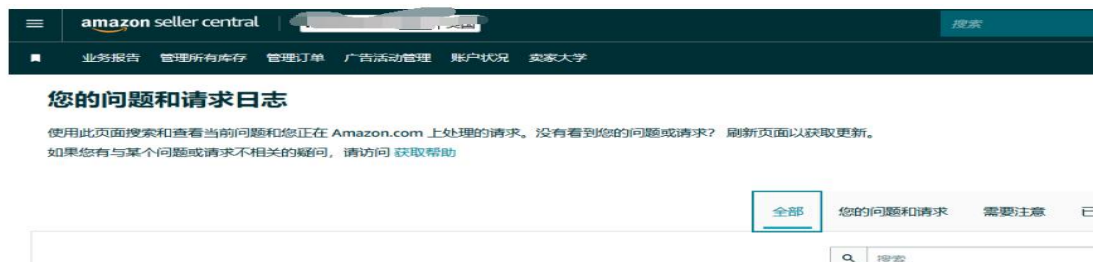 amazon seller central
搜索
业务报告 管理所有库存 管理订单 广告活动管理 账户状况 卖家大学
您的问题和请求日志
使用此页面搜索和查看当前问题和您正在 Amazon.com 上处理的请求。没有看到您的问题或请求? 刷新页面以获取更新。
如果您有与某个问题或请求不相关的疑问，请访问 获取帮助
全部 您的问题和请求 需要注意
搜索